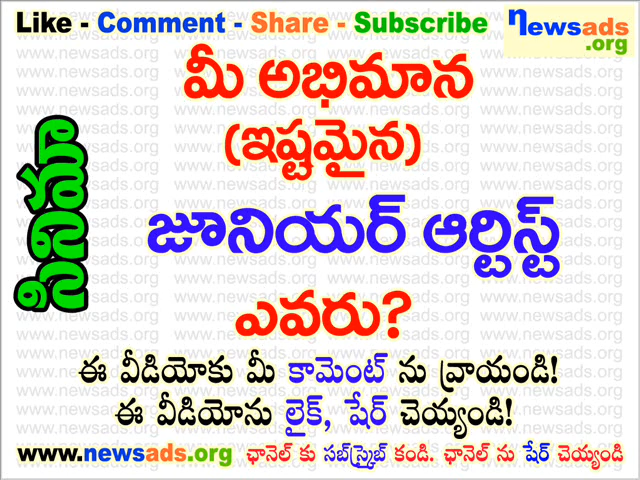 Like - Comment - Share - Subscribe
newsads
.org
మీ అభిమాన
(ఇష్టమైన)
సినిమా
జూనియర్ ఆర్టిస్ట్
ఎవరు?
ఈ వీడియోకు మీ కామెంట్ ను వ్రాయండి!
ఈ వీడియోను లైక్, షేర్ చెయ్యండి!
www.newsads.org ఛానెల్ కు సబ్‌స్క్రైబ్ కండి. ఛానెల్ ను షేర్ చెయ్యండి